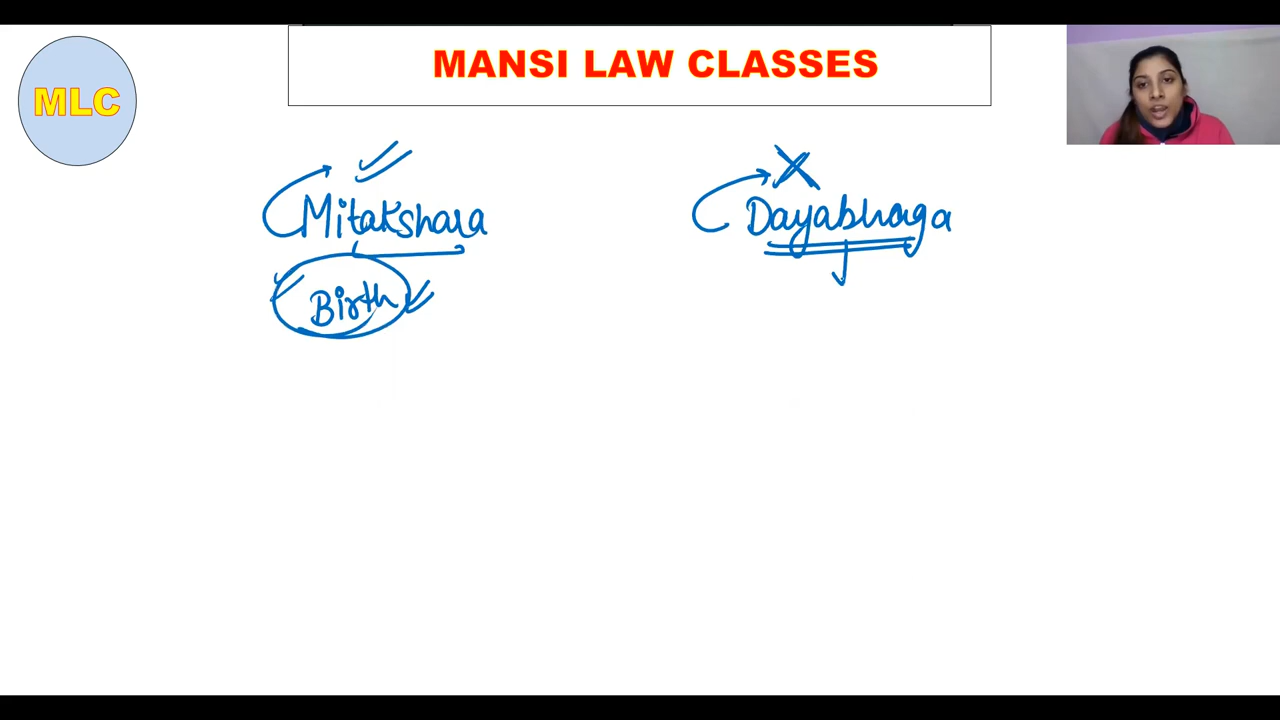 MLC
MANSI LAW CLASSES
Mitakshara
Dayabhaga
Birth